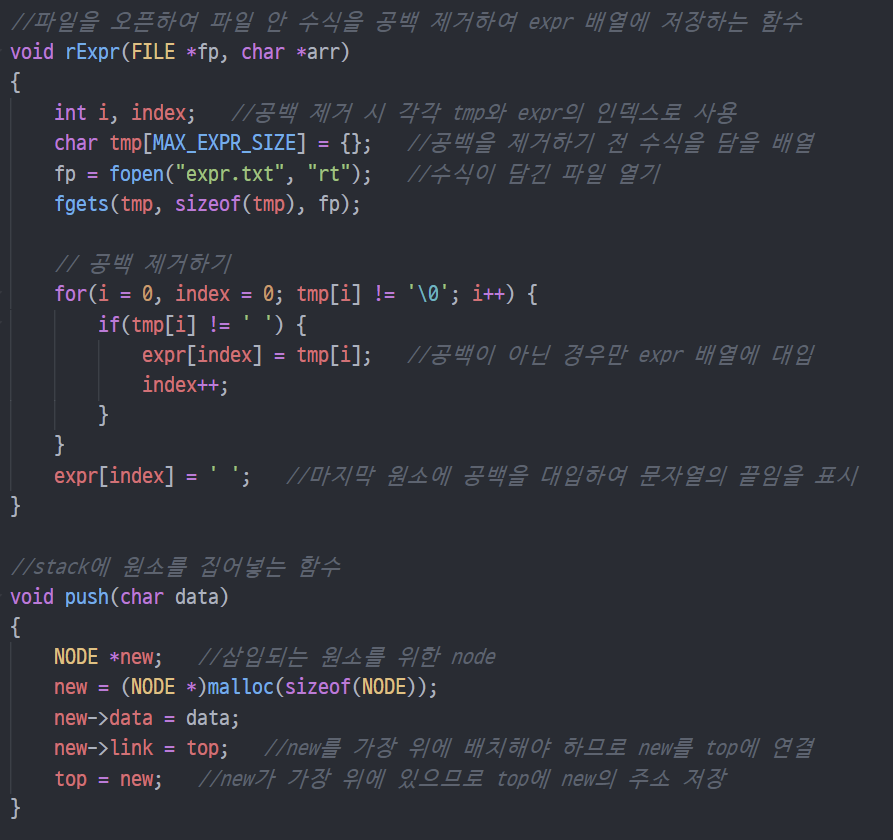 //파일을 오픈하여 파일 안 수식을 공백 제거하여 expr 배열에 저장하는 함수
void rExpr(FILE *fp, char *arr)
{
    int i, index;   //공백 제거 시 각각 tmp와 expr의 인덱스로 사용
    char tmp[MAX_EXPR_SIZE] = {};   //공백을 제거하기 전 수식을 담을 배열
    fp = fopen("expr.txt", "rt");   //수식이 담긴 파일 열기
    fgets(tmp, sizeof(tmp), fp);
    // 공백 제거하기
    for(i = 0, index = 0; tmp[i] != '\0'; i++) {
        if(tmp[i] != ' ') {
            expr[index] = tmp[i];   //공백이 아닌 경우만 expr 배열에 대입
            index++;
        }
    }
    expr[index] = ' ';   //마지막 원소에 공백을 대입하여 문자열의 끝임을 표시
}
//stack에 원소를 집어넣는 함수
void push(char data)
{
    NODE *new;   //삽입되는 원소를 위한 node
    new = (NODE *)malloc(sizeof(NODE));
    new->data = data;
    new->link = top;   //new를 가장 위에 배치해야 하므로 new를 top에 연결
    top = new;   //new가 가장 위에 있으므로 top에 new의 주소 저장
}